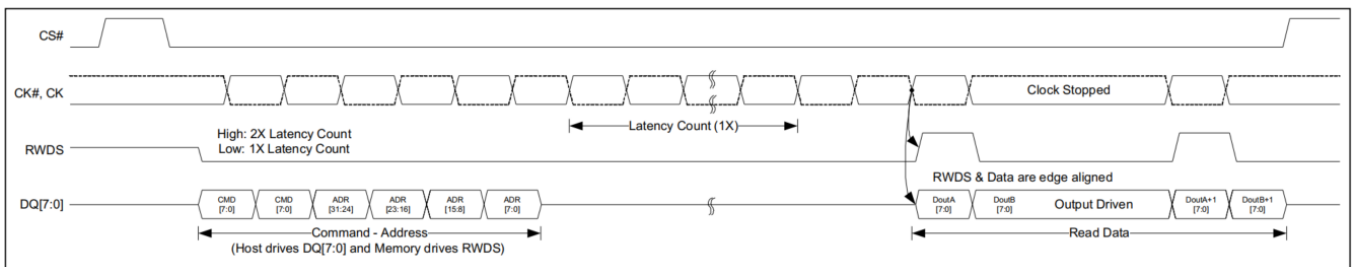 CS#
CK#, CK
Clock Stopped
Latency Count (1X)
High: 2X Latency Count
Low: 1X Latency Count
RWDS
RWDS & Data are edge aligned
DQ[7:0]
CMD [7:0]
CMD [7:0]
ADR [31:24]
ADR [23:16]
ADR [15:8]
ADR [7:0]
DoutA [7:0]
DoutB [7:0]
Output Driven
DoutA+1 [7:0]
DoutB+1 [7:0]
Command - Address
Read Data
(Host drives DQ[7:0] and Memory drives RWDS)